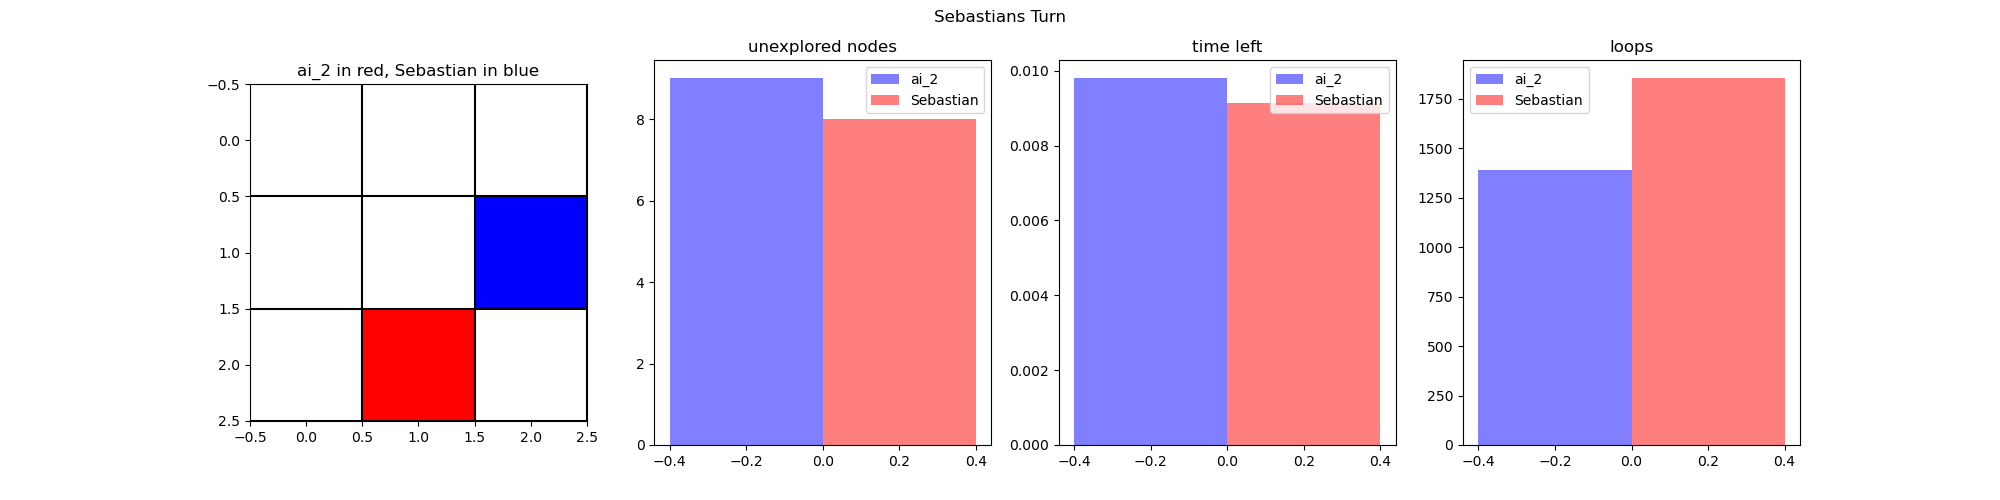 Sebastians Turn
ai_2 in red, Sebastian in blue
−0.5
0.0
0.5
1.0
1.5
2.0
2.5
−0.5 0.0 0.5 1.0 1.5 2.0 2.5
unexplored nodes
ai_2
Sebastian
8
6
4
2
0
−0.4 −0.2 0.0 0.2 0.4
time left
ai_2
Sebastian
0.010
0.008
0.006
0.004
0.002
0.000
−0.4 −0.2 0.0 0.2 0.4
loops
ai_2
Sebastian
1750
1500
1250
1000
750
500
250
0
−0.4 −0.2 0.0 0.2 0.4